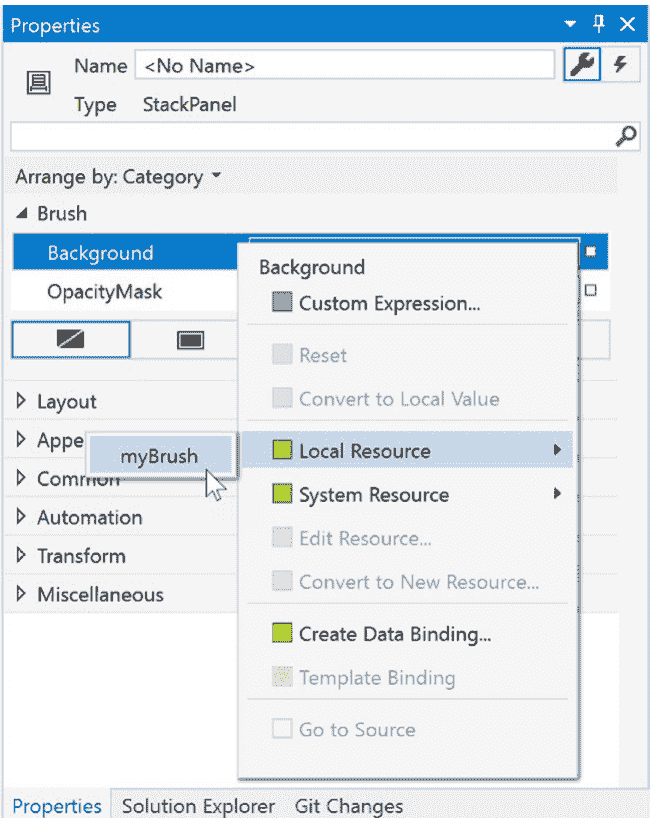 Properties
Name <No Name>
Type StackPanel
Arrange by: Category
Brush
Background
OpacityMask
Layout
Appe
Common
Automation
Transform
Miscellaneous
Background
Custom Expression...
Reset
Convert to Local Value
Local Resource
myBrush
System Resource
Edit Resource...
Convert to New Resource...
Create Data Binding...
Template Binding
Go to Source
Properties Solution Explorer Git Changes